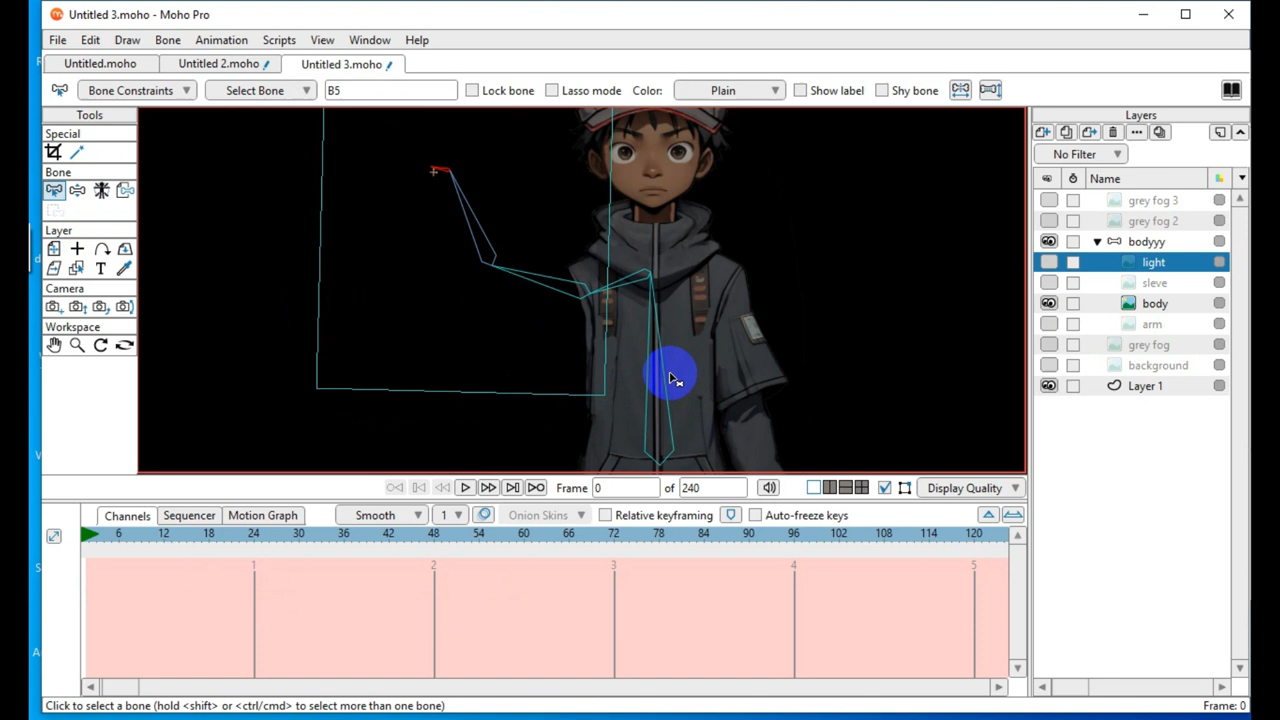 Untitled 3.moho - Moho Pro
File Edit Draw Bone Animation Scripts View Window Help
Untitled.moho Untitled 2.moho Untitled 3.moho
Bone Constraints Select Bone B5 Lock bone Lasso mode Color: Plain Show label Shy bone
Tools
Special
Bone
Layer
Camera
Workspace
Layers
No Filter
Name
grey fog 3
grey fog 2
bodyyy
light
sleve
body
arm
grey fog
background
Layer 1
Frame 0 of 240 Display Quality
Channels Sequencer Motion Graph Smooth 1 Onion Skins Relative keyframing Auto-freeze keys
6 12 18 24 30 36 42 48 54 60 66 72 78 84 90 96 102 108 114 120
1 2 3 4 5
Click to select a bone (hold <shift> or <ctrl/cmd> to select more than one bone) Frame: 0